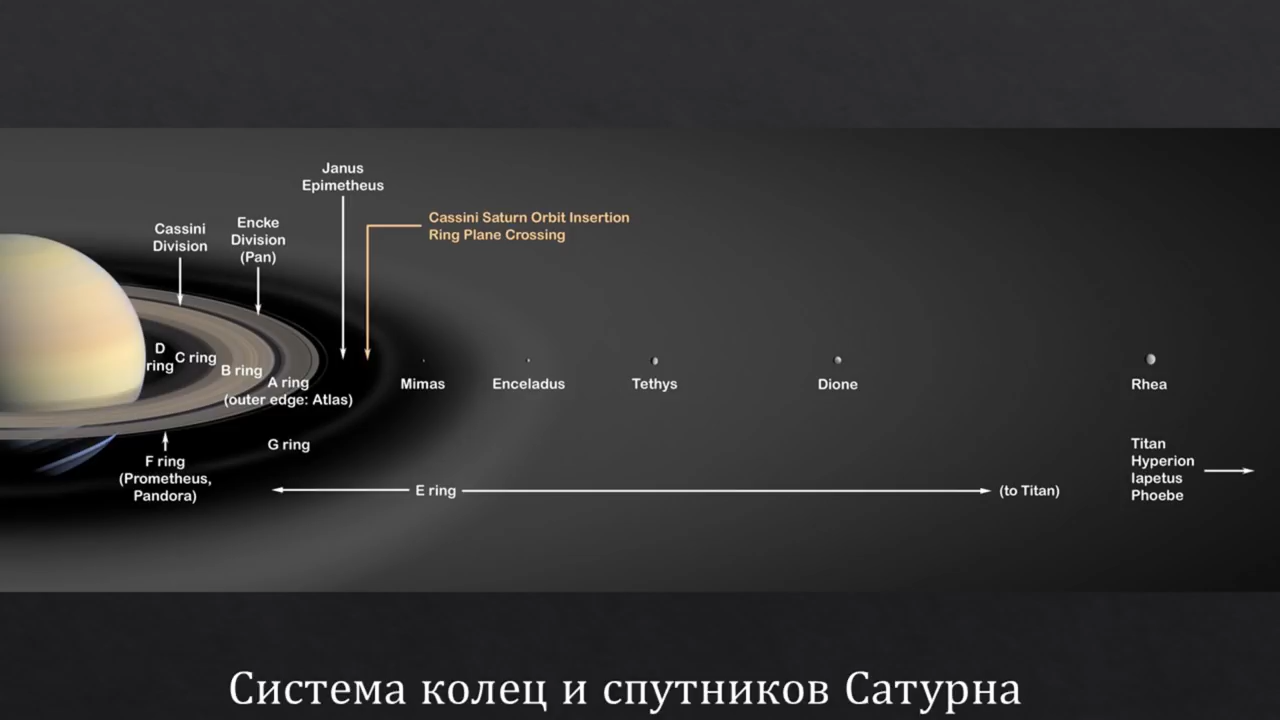 Janus
Epimetheus
Cassini Saturn Orbit Insertion
Ring Plane Crossing
Encke
Division
(Pan)
Cassini
Division
D
ring
C ring
B ring
A ring
(outer edge: Atlas)
Mimas
Enceladus
Tethys
Dione
Rhea
G ring
F ring
(Prometheus,
Pandora)
E ring
(to Titan)
Titan
Hyperion
Iapetus
Phoebe
Система колец и спутников Сатурна